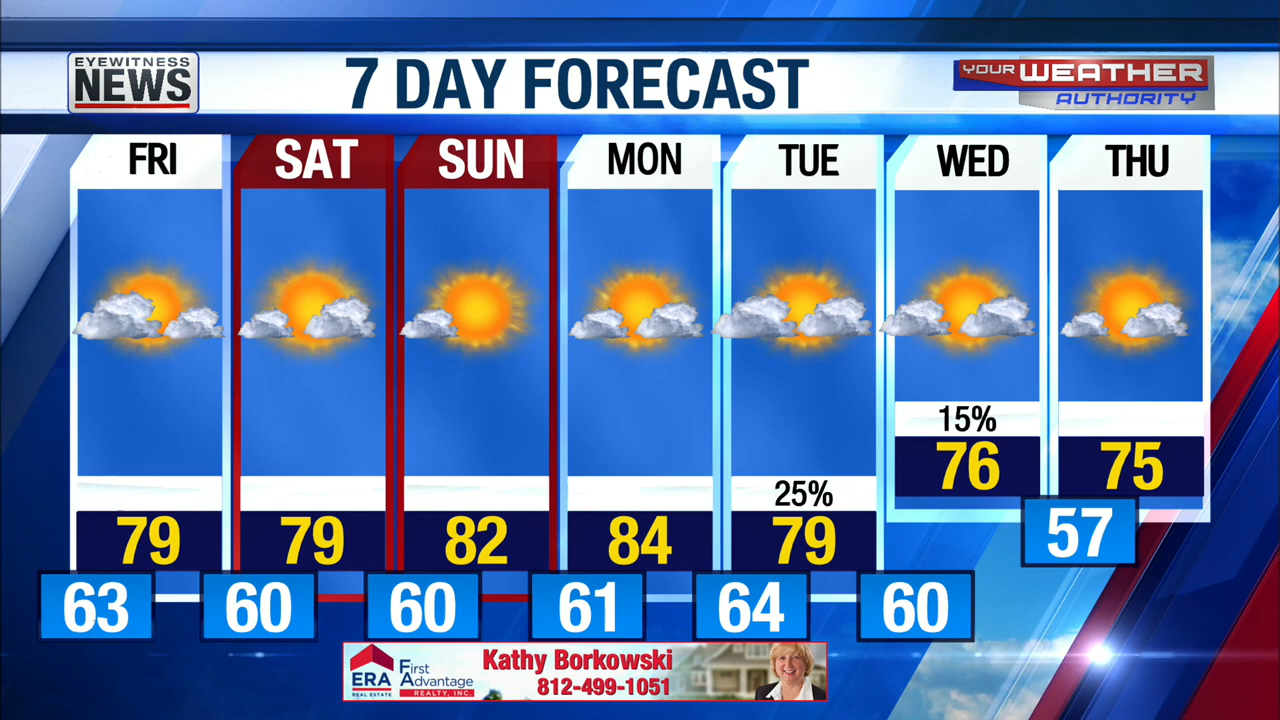 EYEWITNESS
NEWS
7 DAY FORECAST
YOUR WEATHER
AUTHORITY
FRI
SAT
SUN
MON
TUE
WED
THU
15%
76
75
25%
79
79
82
84
79
57
63
60
60
61
64
60
ERA
REAL ESTATE
First
Advantage
REALTY, INC.
Kathy Borkowski
812-499-1051